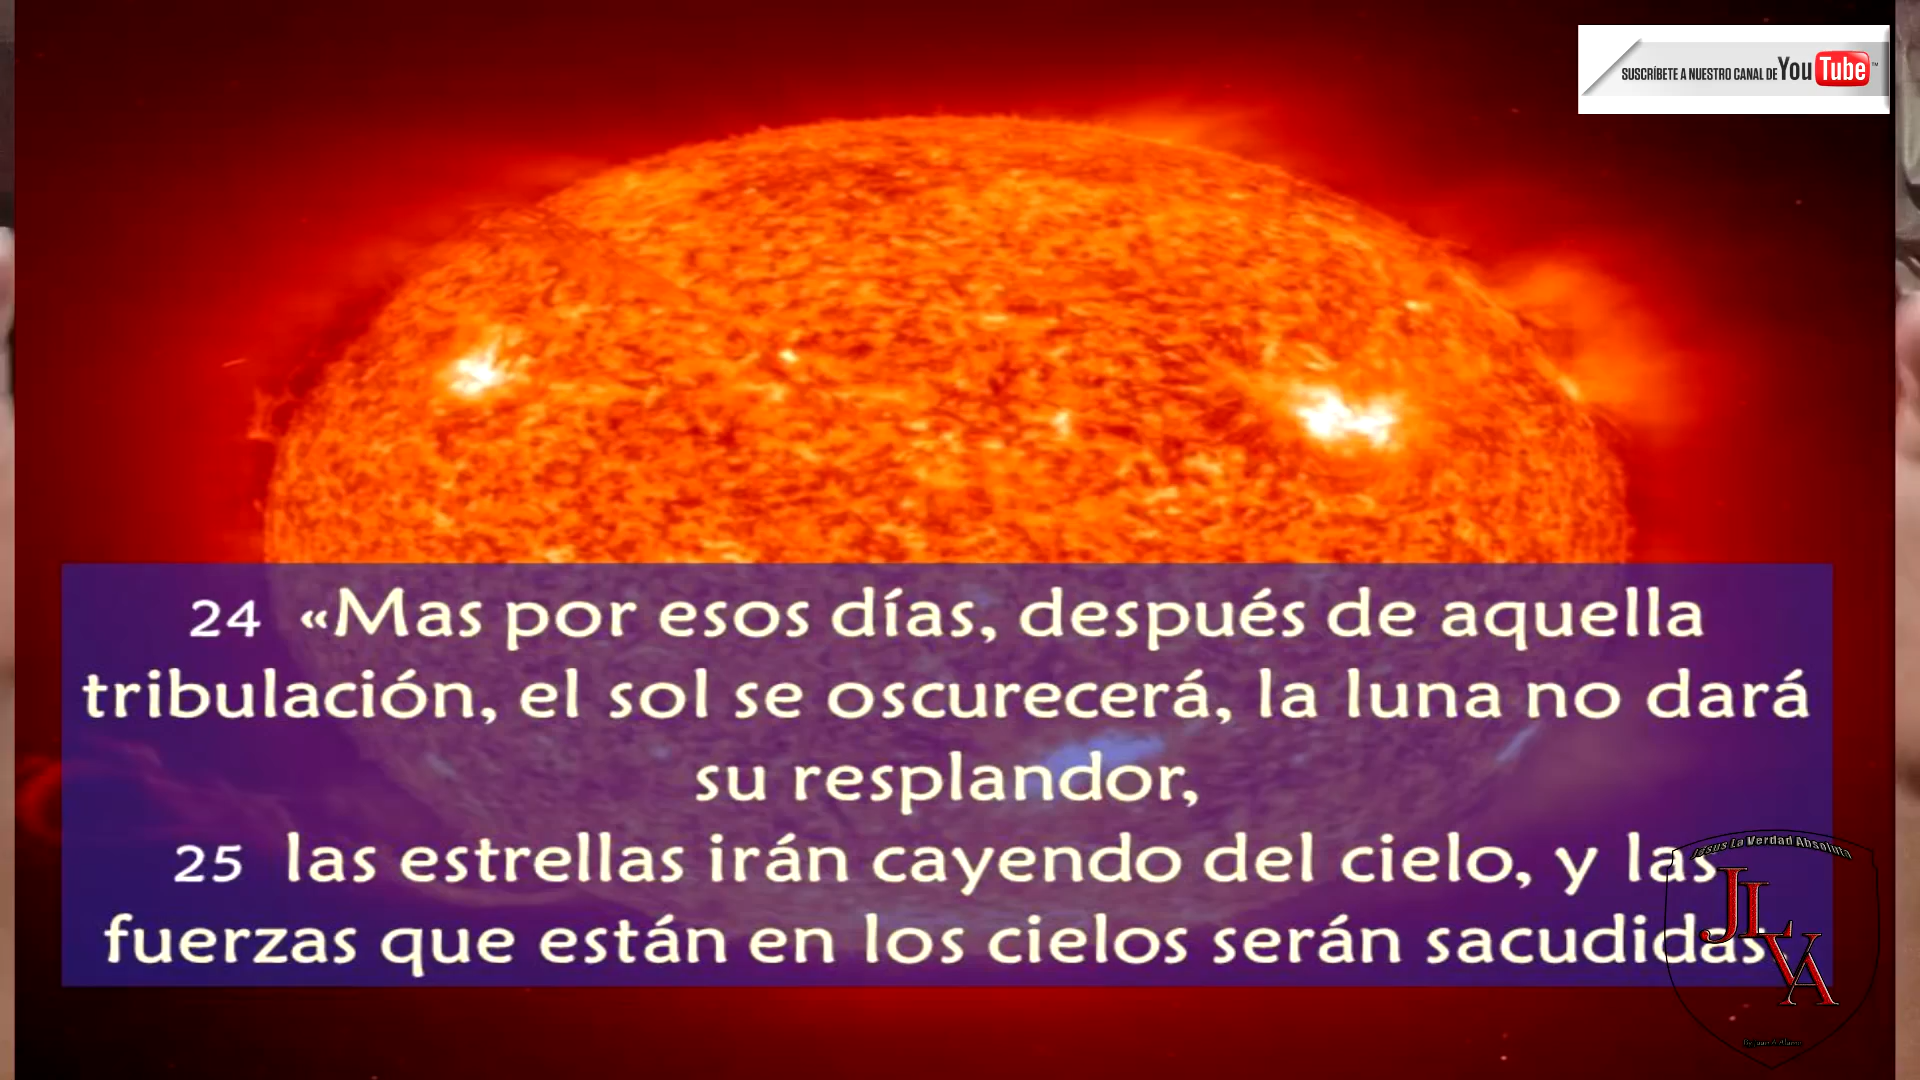 SUSCRÍBETE A NUESTRO CANAL DE YouTube™
24 «Mas por esos días, después de aquella
tribulación, el sol se oscurecerá, la luna no dará
su resplandor,
25 las estrellas irán cayendo del cielo, y las
fuerzas que están en los cielos serán sacudidas.
Jesus La Verdad Absoluta
JLVA